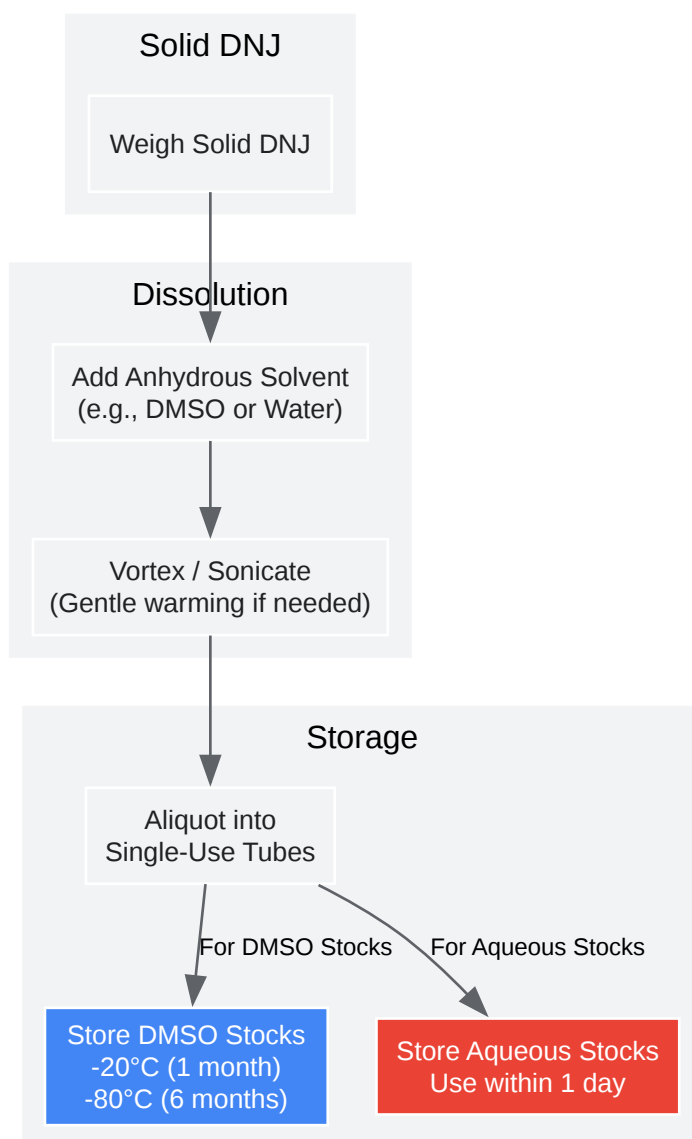 Solid DNJ
Weigh Solid DNJ
Dissolution
Add Anhydrous Solvent
(e.g., DMSO or Water)
Vortex / Sonicate
(Gentle warming if needed)
Storage
Aliquot into
Single-Use Tubes
For DMSO Stocks
For Aqueous Stocks
Store DMSO Stocks
-20°C (1 month)
-80°C (6 months)
Store Aqueous Stocks
Use within 1 day